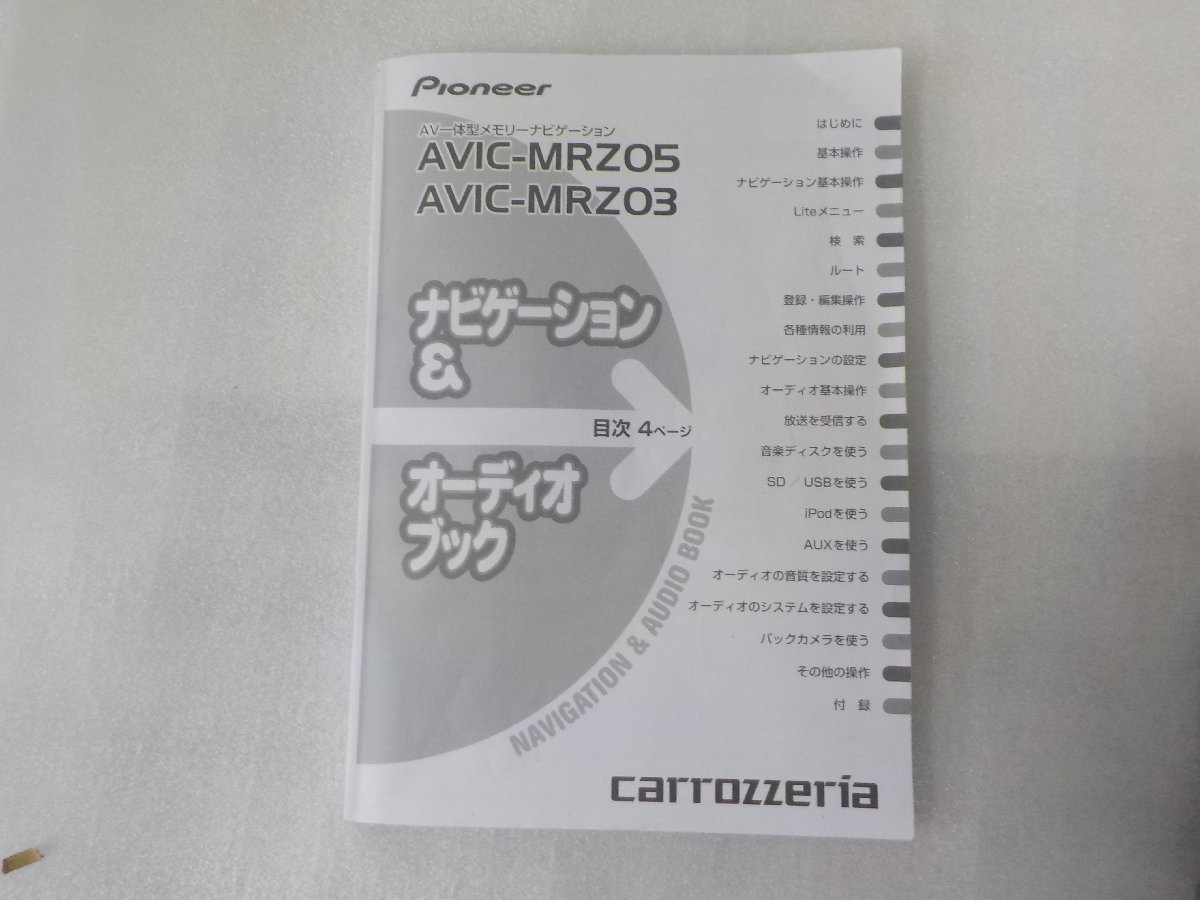 Pioneer
AV一体型メモリーナビゲーション
AVIC-MRZ05
AVIC-MRZ03
ナビゲーション
&
目次 4ページ
オーディオ
ブック
NAVIGATION & AUDIO BOOK
はじめに
基本操作
ナビゲーション基本操作
Liteメニュー
検 索
ルート
登録・編集操作
各種情報の利用
ナビゲーションの設定
オーディオ基本操作
放送を受信する
音楽ディスクを使う
SD／USBを使う
iPodを使う
AUXを使う
オーディオの音質を設定する
オーディオのシステムを設定する
バックカメラを使う
その他の操作
付 録
carrozzeria